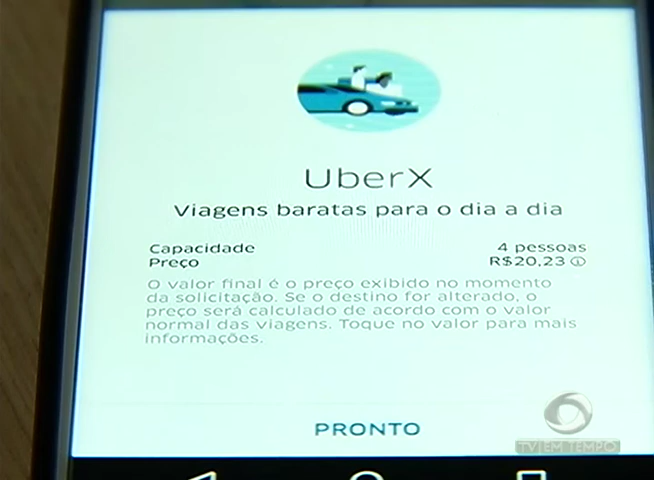 UberX
Viagens baratas para o dia a dia
Capacidade 4 pessoas
Preço R$20,23
O valor final é o preço exibido no momento
da solicitação. Se o destino for alterado, o
preço será calculado de acordo com o valor
normal das viagens. Toque no valor para mais
informações.
PRONTO
TV EM TEMPO